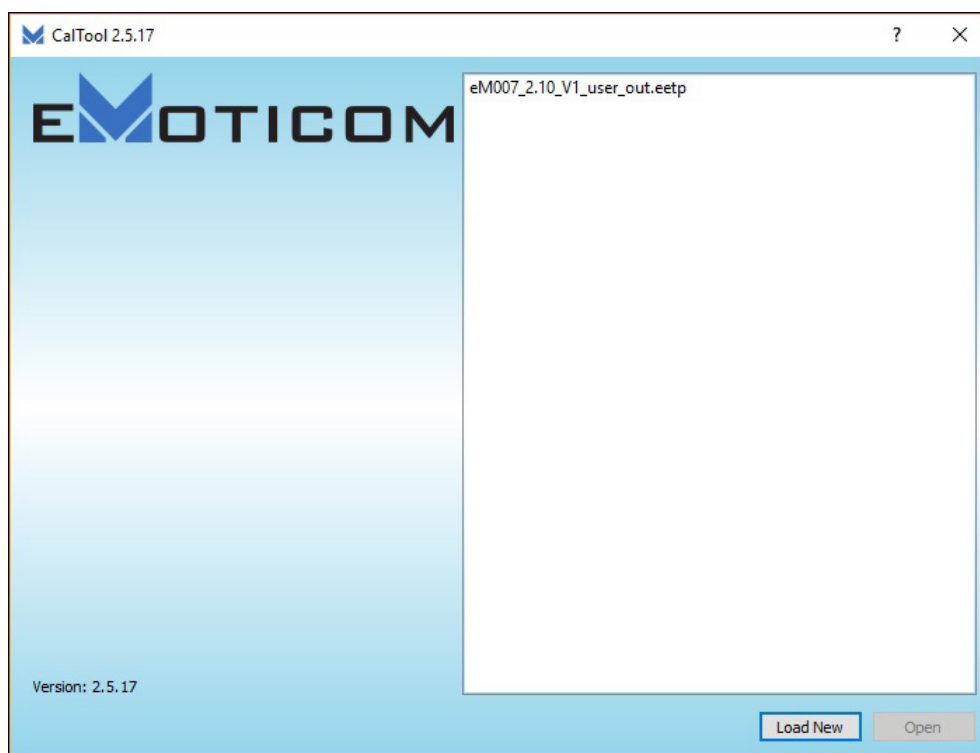 CalTool 2.5.17
?
EMOTICOM
eM007_2.10_V1_user_out.eetp
Version: 2.5.17
Load New
Open